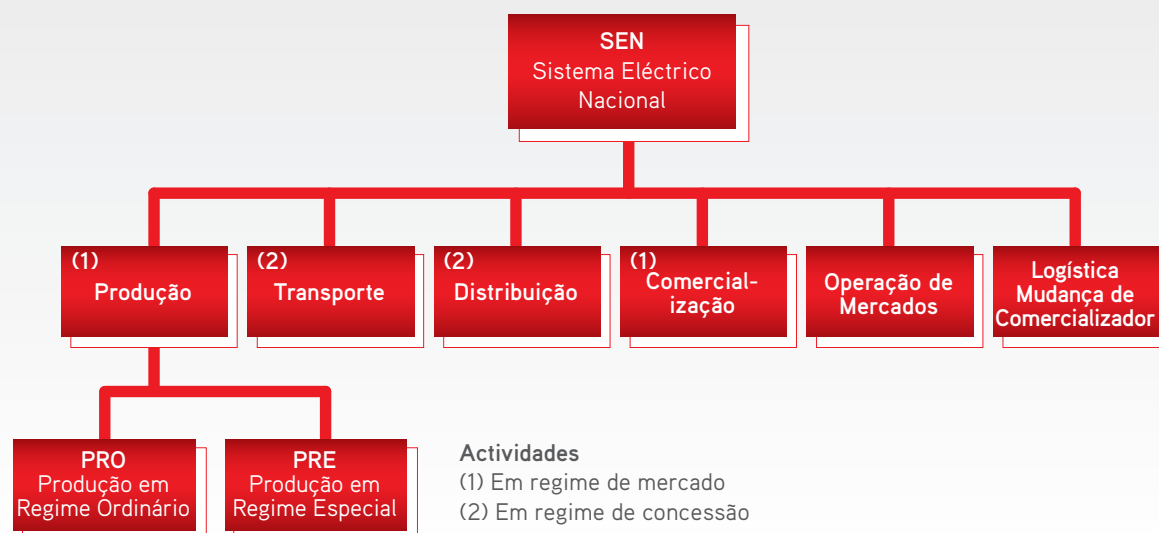 SEN
Sistema Eléctrico
Nacional
(1)
Produção
(2)
Transporte
(2)
Distribuição
(1)
Comercial-
ização
Operação de
Mercados
Logística
Mudança de
Comercializador
PRO
Produção em
Regime Ordinário
PRE
Produção em
Regime Especial
Actividades
(1) Em regime de mercado
(2) Em regime de concessão